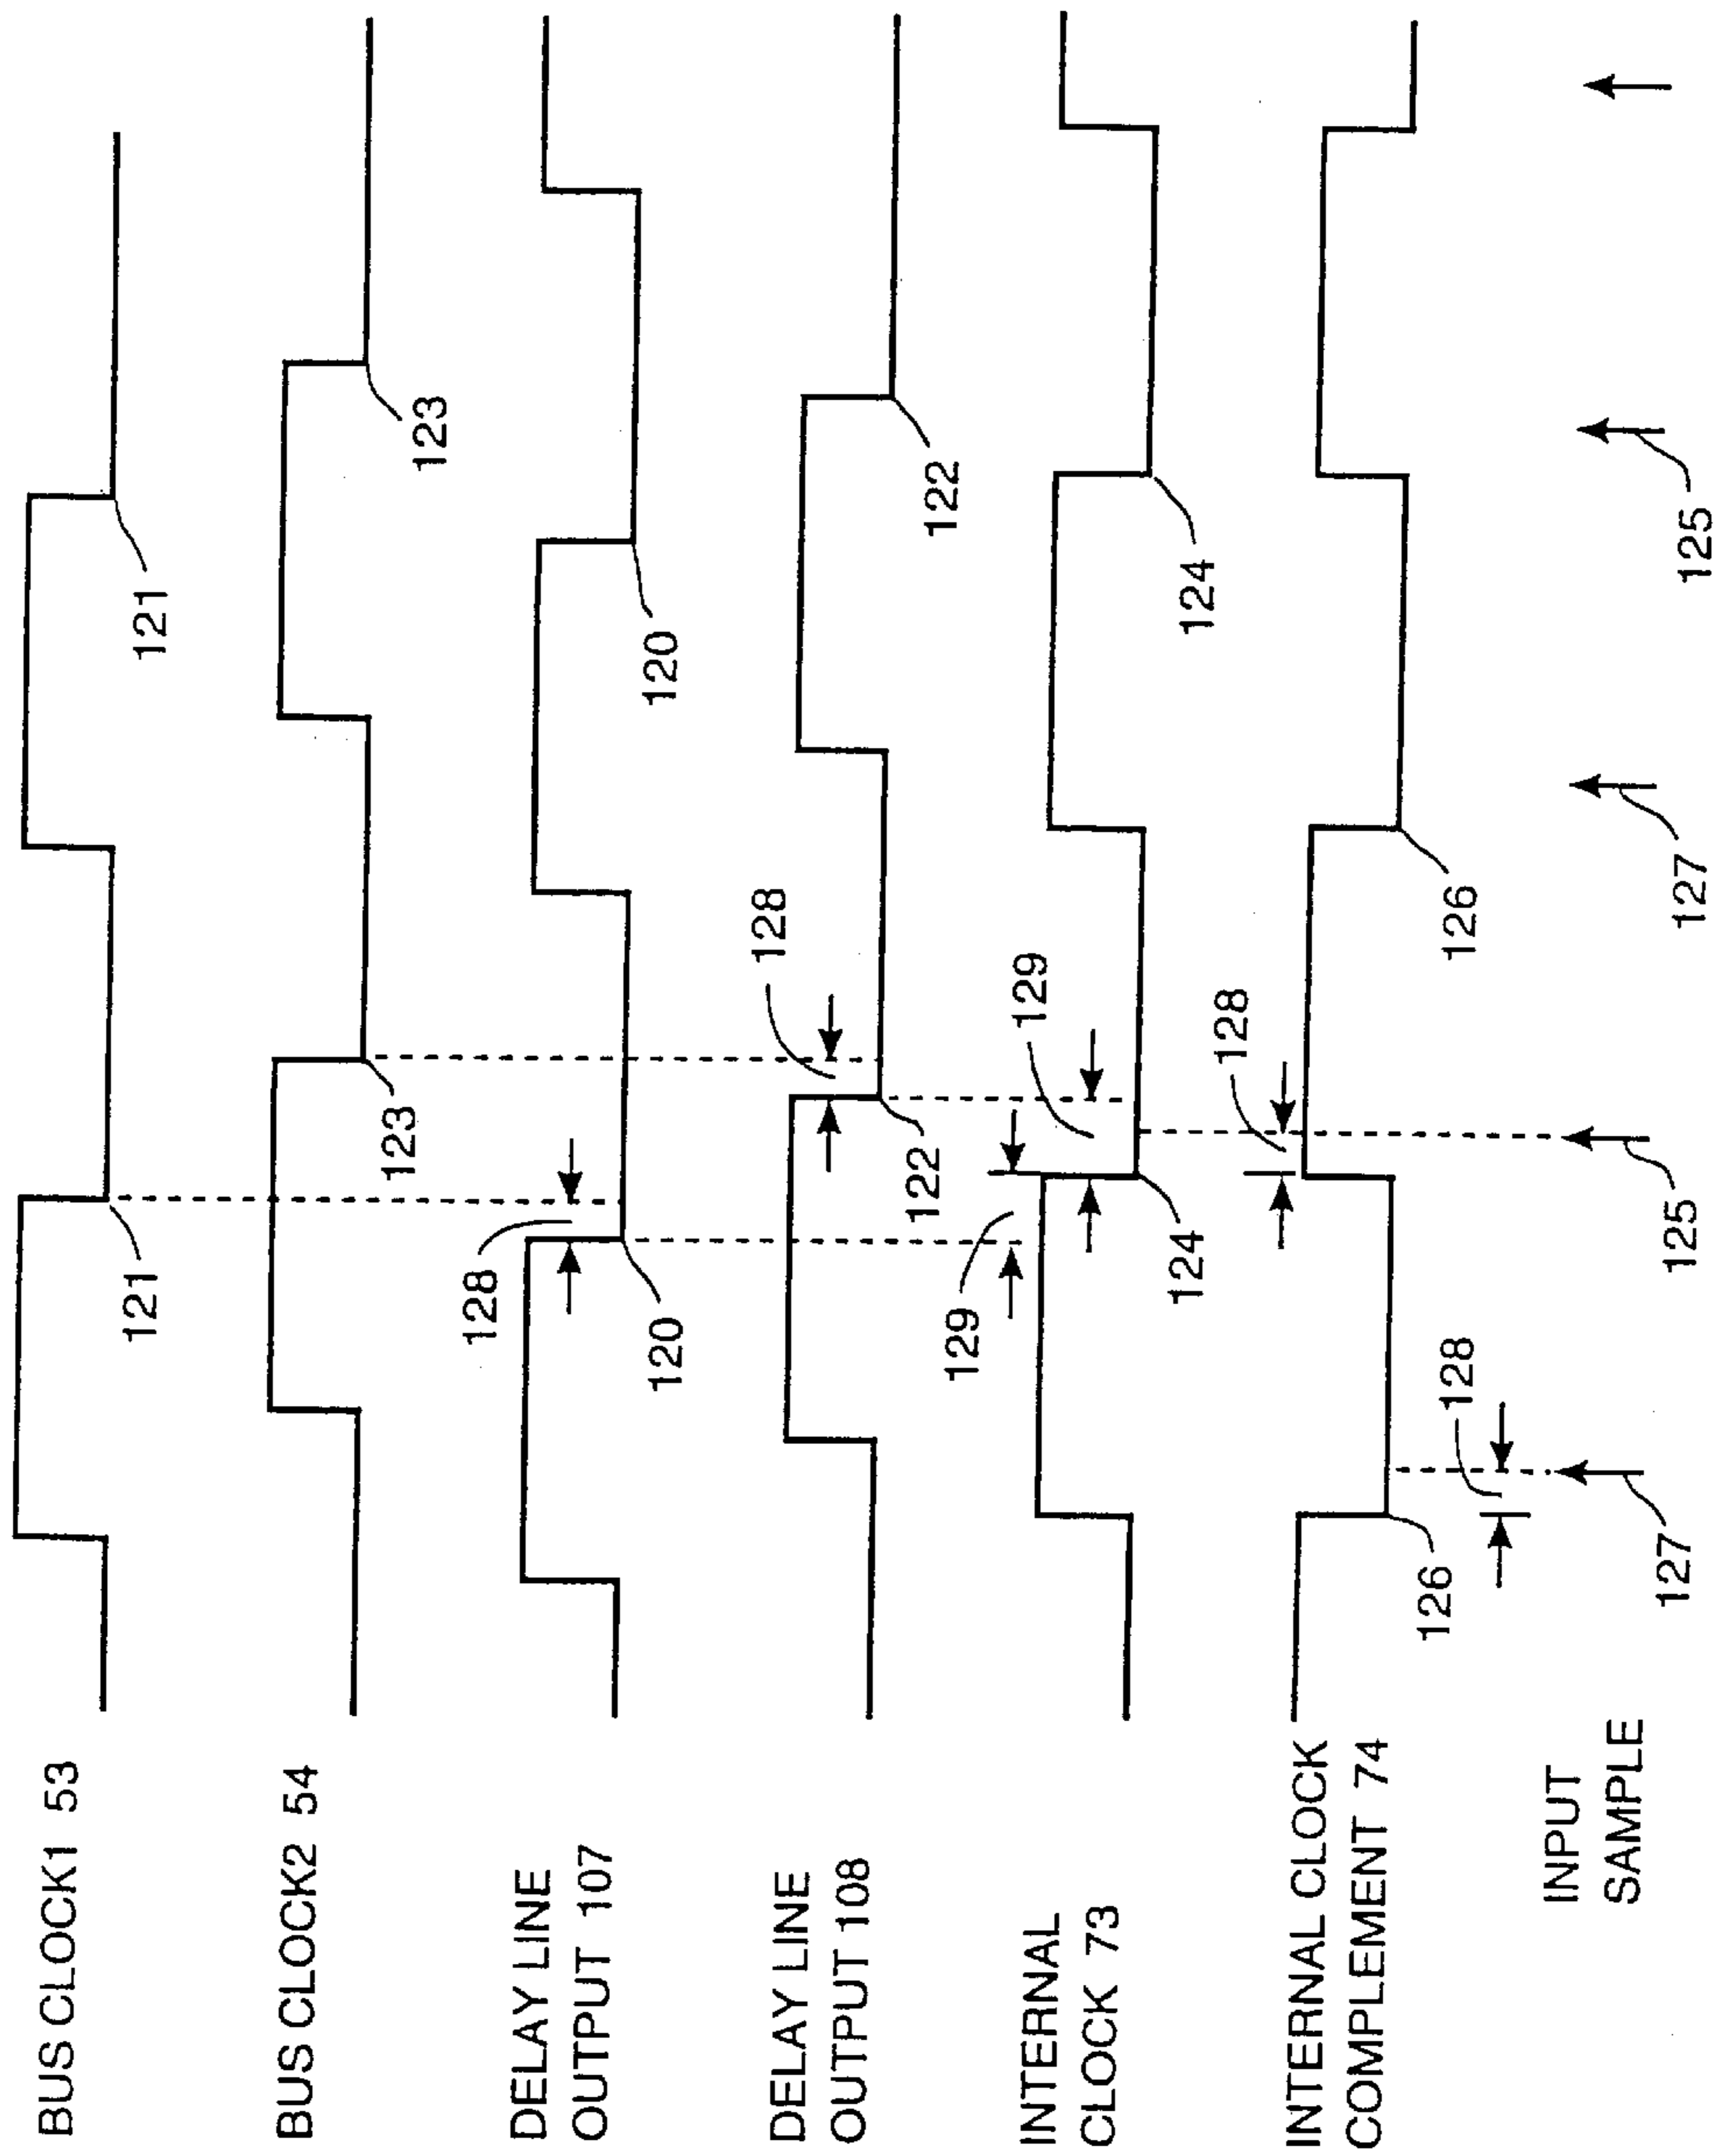 BUS CLOCK1 53
121
121
BUS CLOCK2 54
123
123
DELAY LINE
OUTPUT 107
128
120
120
DELAY LINE
OUTPUT 108
128
122
122
INTERNAL
CLOCK 73
129
129
124
124
INTERNAL CLOCK
COMPLEMENT 74
128
126
126
128
INPUT
SAMPLE
127
125
127
125